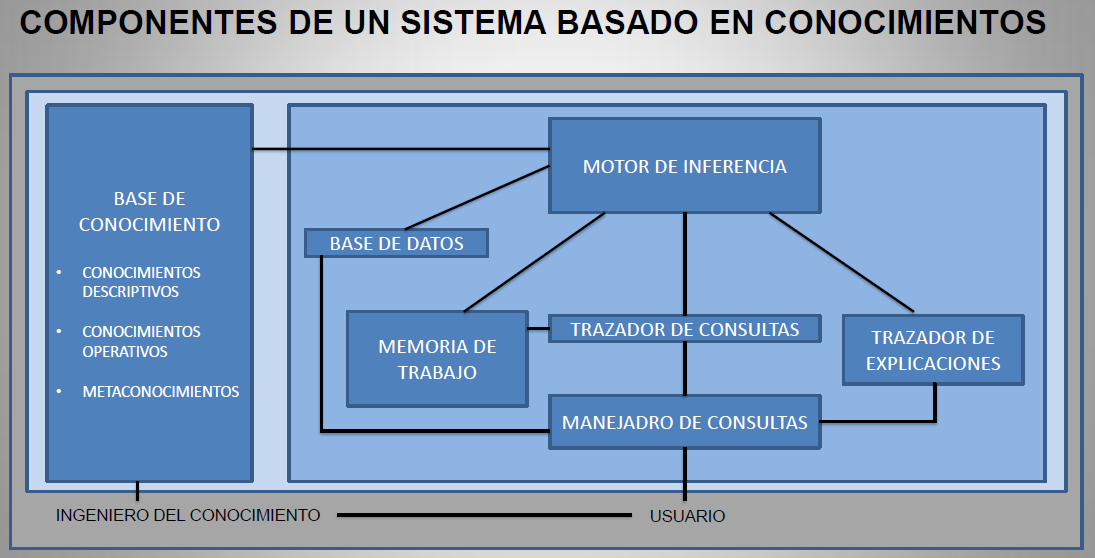 COMPONENTES DE UN SISTEMA BASADO EN CONOCIMIENTOS
BASE DE
CONOCIMIENTO
• CONOCIMIENTOS
DESCRIPTIVOS
• CONOCIMIENTOS
OPERATIVOS
• METACONOCIMIENTOS
MOTOR DE INFERENCIA
BASE DE DATOS
MEMORIA DE
TRABAJO
TRAZADOR DE CONSULTAS
TRAZADOR DE
EXPLICACIONES
MANEJADRO DE CONSULTAS
INGENIERO DEL CONOCIMIENTO
USUARIO